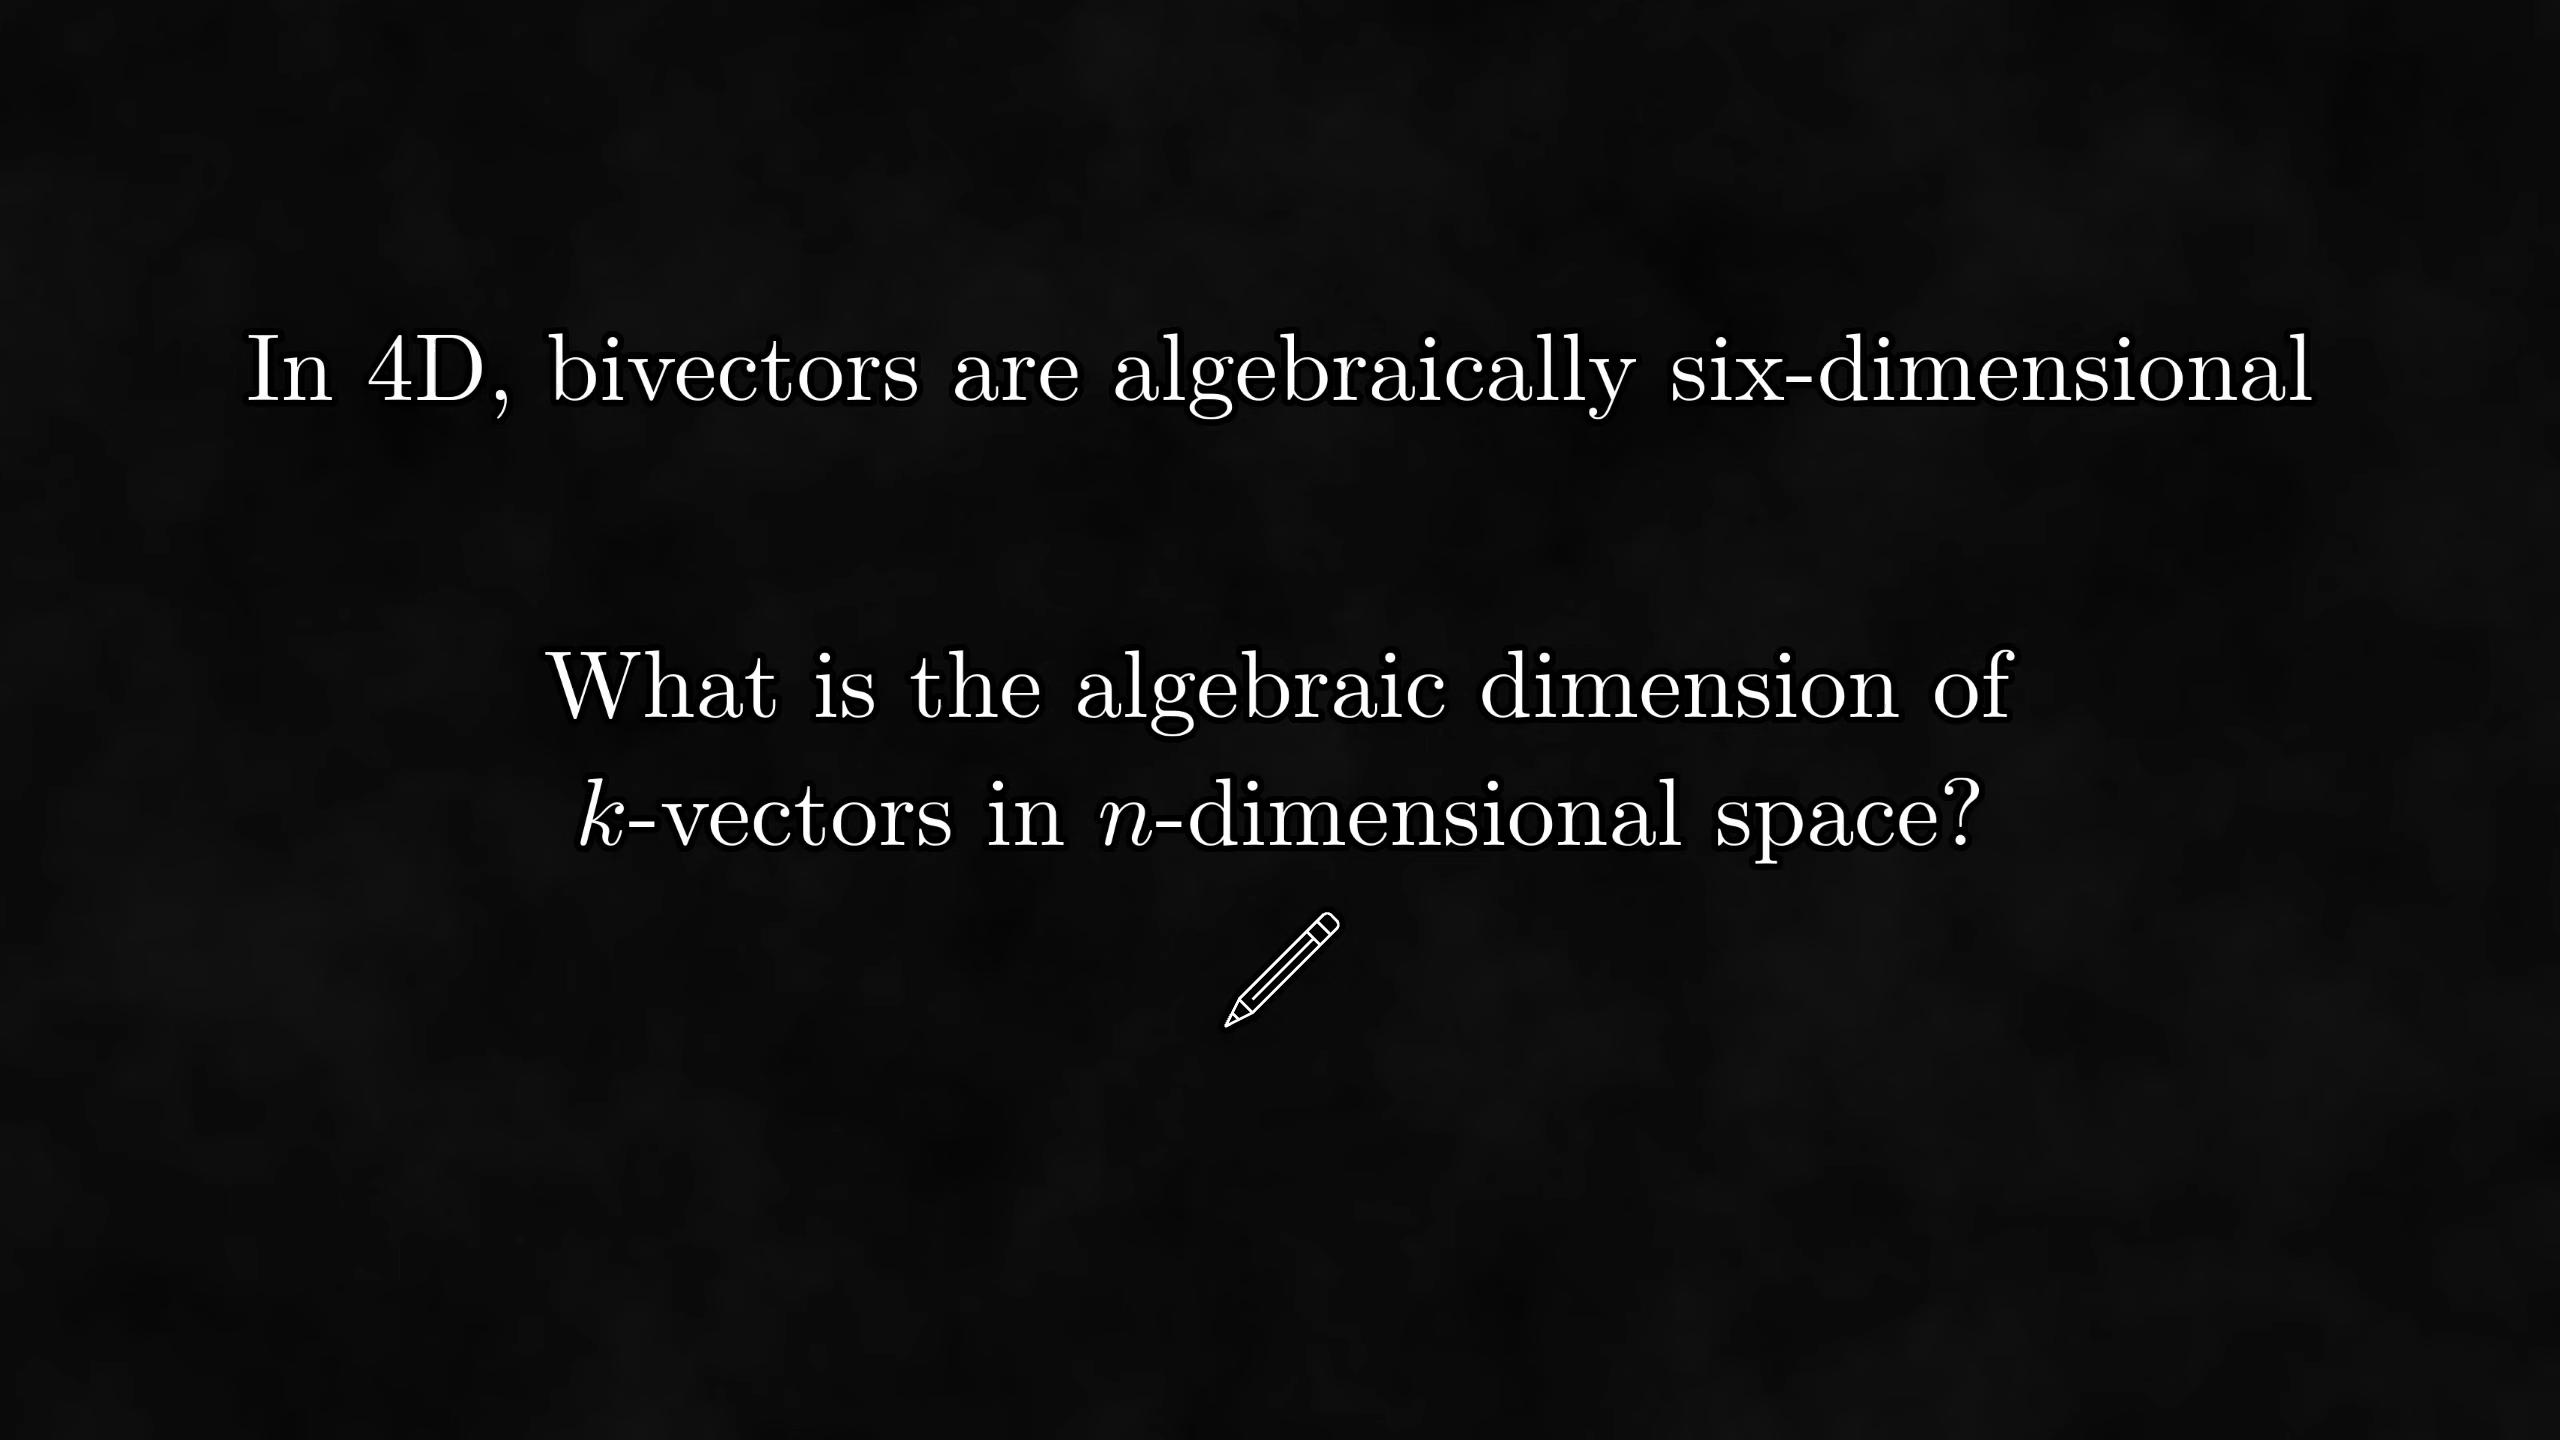 In 4D, bivectors are algebraically six-dimensional
What is the algebraic dimension of
k-vectors in n-dimensional space?